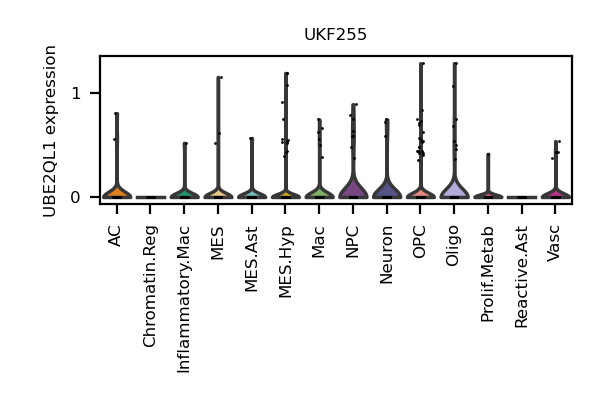 UKF255
UBE2QL1 expression
1
0
AC
Chromatin.Reg
Inflammatory.Mac
MES
MES.Ast
MES.Hyp
Mac
NPC
Neuron
OPC
Oligo
Prolif.Metab
Reactive.Ast
Vasc